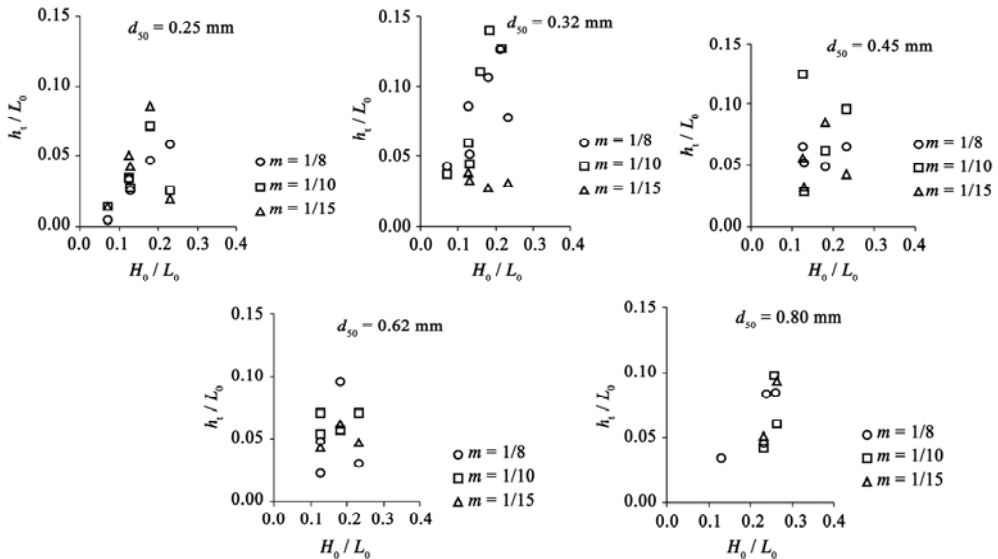 d₅₀ = 0.25 mm
0.15
0.10
0.05
0.00
hₜ / L₀
0.0 0.1 0.2 0.3 0.4
H₀ / L₀
m = 1/8
m = 1/10
m = 1/15
d₅₀ = 0.32 mm
0.15
0.10
0.05
0.00
hₜ / L₀
0.0 0.1 0.2 0.3 0.4
H₀ / L₀
m = 1/8
m = 1/10
m = 1/15
d₅₀ = 0.45 mm
0.15
0.10
0.05
0.00
hₜ / L₀
0.0 0.1 0.2 0.3 0.4
H₀ / L₀
m = 1/8
m = 1/10
m = 1/15
d₅₀ = 0.62 mm
0.15
0.10
0.05
0.00
hₜ / L₀
0.0 0.1 0.2 0.3 0.4
H₀ / L₀
m = 1/8
m = 1/10
m = 1/15
d₅₀ = 0.80 mm
0.15
0.10
0.05
0.00
hₜ / L₀
0.0 0.1 0.2 0.3 0.4
H₀ / L₀
m = 1/8
m = 1/10
m = 1/15